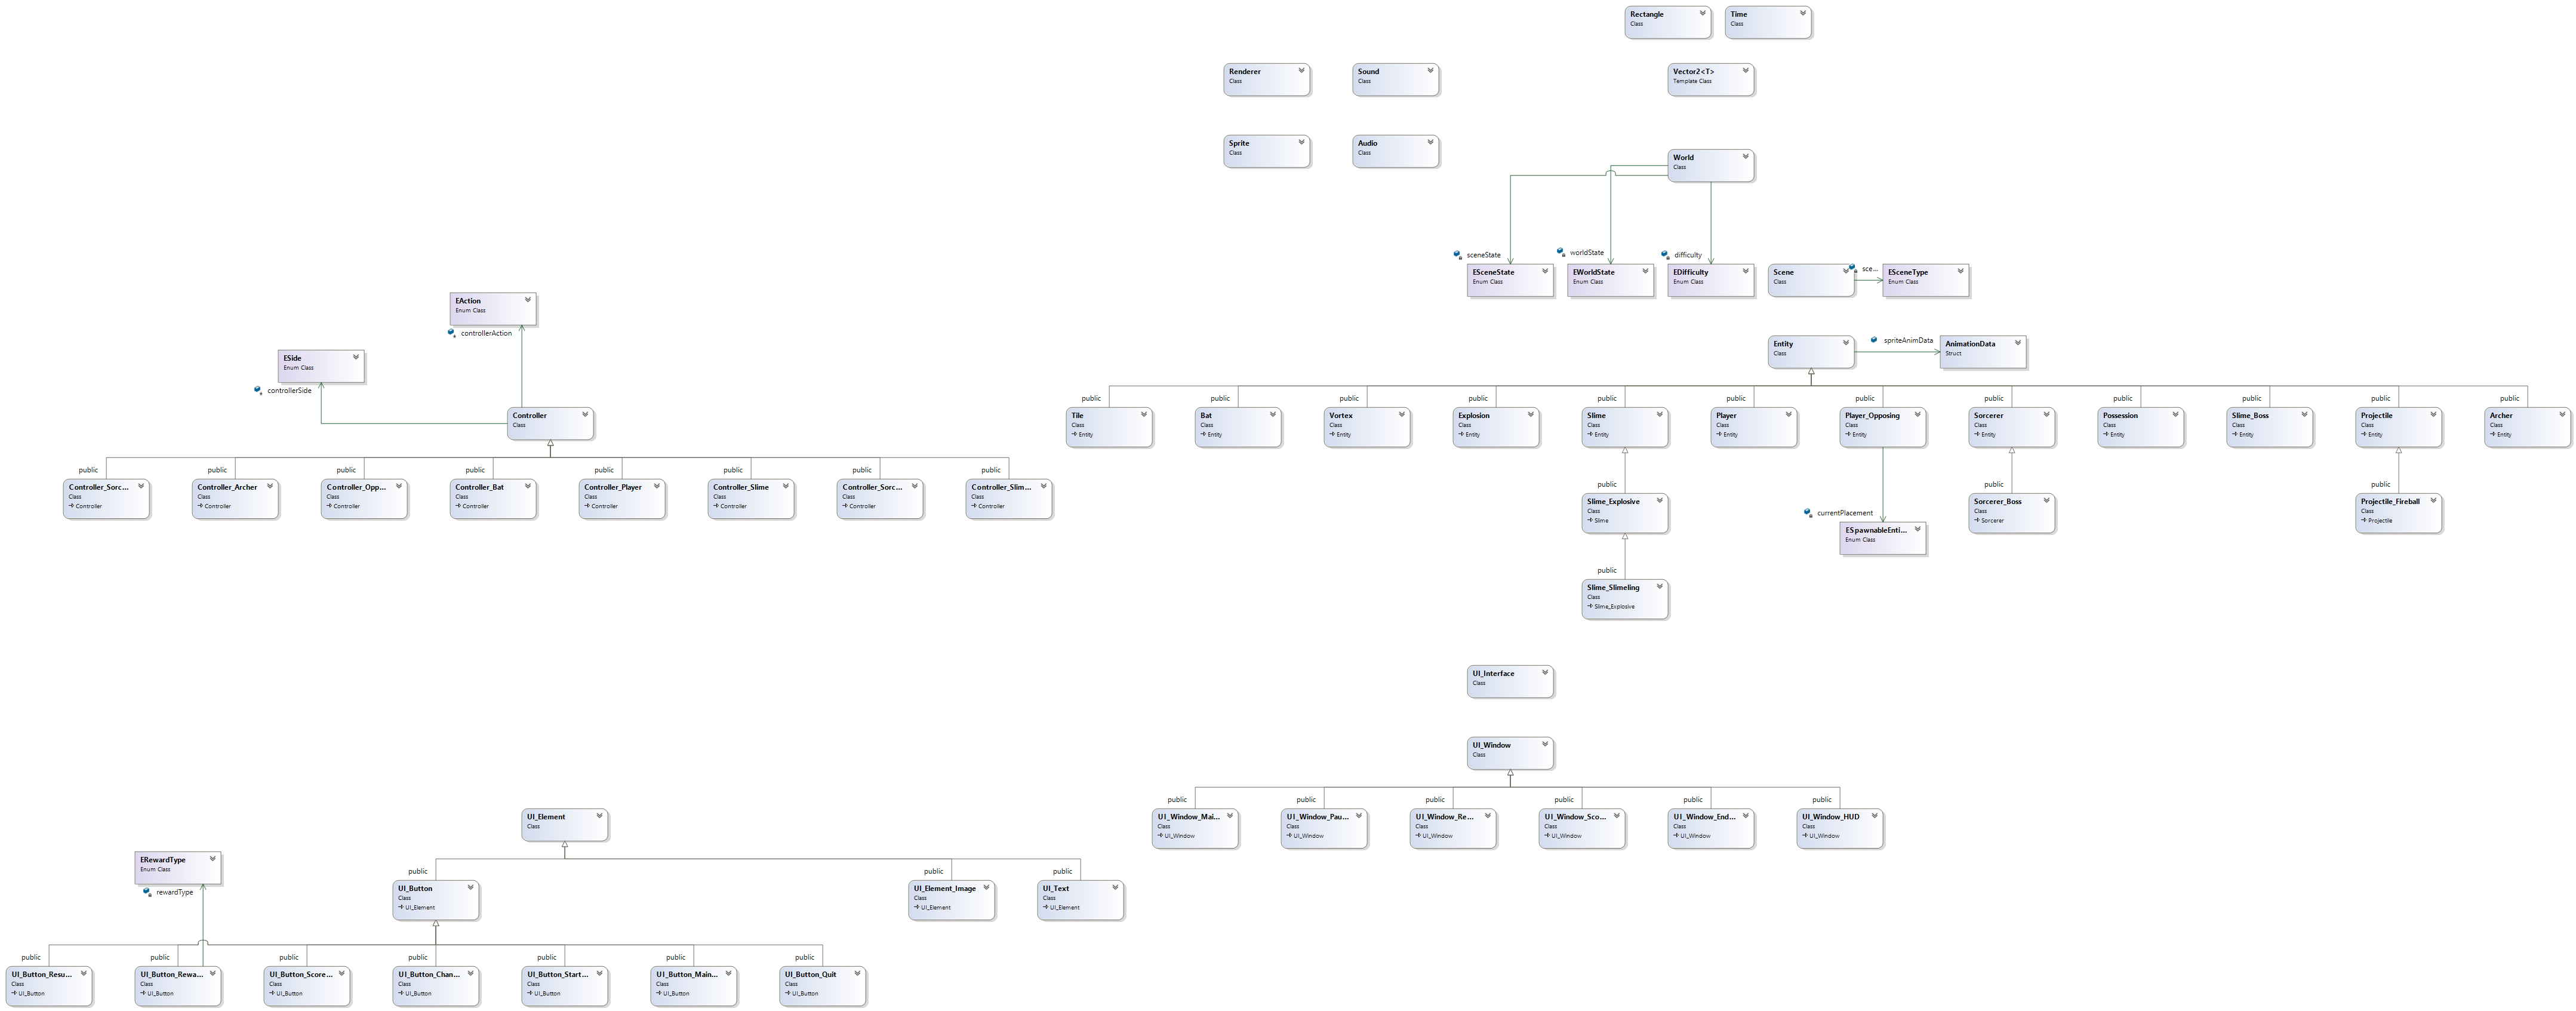 Rectangle
Class
Time
Class
Renderer
Class
Sound
Class
Vector2<T>
Template Class
Sprite
Class
Audio
Class
World
Class
sceneState
worldState
difficulty
sce...
ESceneState
Enum Class
EWorldState
Enum Class
EDifficulty
Enum Class
Scene
Class
ESceneType
Enum Class
EAction
Enum Class
controllerAction
ESide
Enum Class
controllerSide
Controller
Class
public
public
public
public
public
public
public
public
Controller_Sorc...
Class
Controller
Controller_Archer
Class
Controller
Controller_Opp...
Class
Controller
Controller_Bat
Class
Controller
Controller_Player
Class
Controller
Controller_Slime
Class
Controller
Controller_Sorc...
Class
Controller
Controller_Slim...
Class
Controller
Entity
Class
spriteAnimData
AnimationData
Struct
public
public
public
public
public
public
public
public
public
public
public
public
Tile
Class
Entity
Bat
Class
Entity
Vortex
Class
Entity
Explosion
Class
Entity
Slime
Class
Entity
Player
Class
Entity
Player_Opposing
Class
Entity
Sorcerer
Class
Entity
Possession
Class
Entity
Slime_Boss
Class
Entity
Projectile
Class
Entity
Archer
Class
Entity
public
public
public
Slime_Explosive
Class
Slime
currentPlacement
ESpawnableEnti...
Enum Class
Sorcerer_Boss
Class
Sorcerer
Projectile_Fireball
Class
Projectile
public
Slime_Slimeling
Class
Slime_Explosive
UI_Interface
Class
UI_Window
Class
public
public
public
public
public
public
UI_Window_Mai...
Class
UI_Window
UI_Window_Pau...
Class
UI_Window
UI_Window_Re...
Class
UI_Window
UI_Window_Sco...
Class
UI_Window
UI_Window_End...
Class
UI_Window
UI_Window_HUD
Class
UI_Window
UI_Element
Class
ERewardType
Enum Class
rewardType
public
public
public
UI_Button
Class
UI_Element
UI_Element_Image
Class
UI_Element
UI_Text
Class
UI_Element
public
public
public
public
public
public
public
UI_Button_Resu...
Class
UI_Button
UI_Button_Rewa...
Class
UI_Button
UI_Button_Score...
Class
UI_Button
UI_Button_Chan...
Class
UI_Button
UI_Button_Start...
Class
UI_Button
UI_Button_Main...
Class
UI_Button
UI_Button_Quit
Class
UI_Button